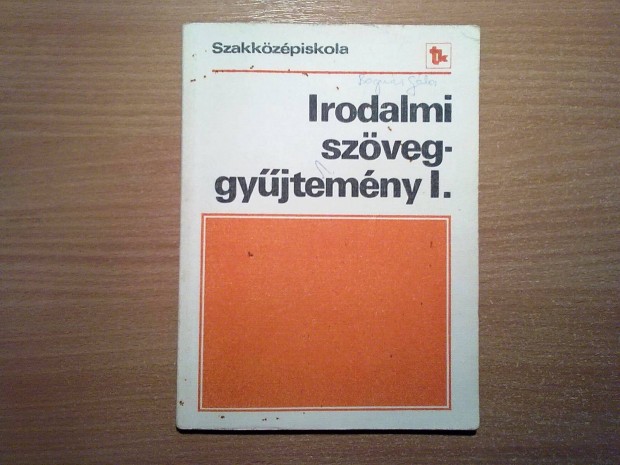 Szakközépiskola
tk
Irodalmi
szöveg-
gyűjtemény I.